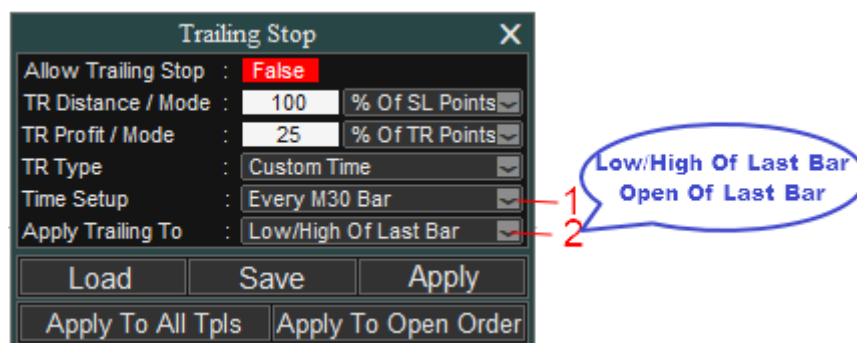 Trailing Stop X
Allow Trailing Stop : False
TR Distance / Mode : 100 % Of SL Points
TR Profit / Mode : 25 % Of TR Points
TR Type : Custom Time
Time Setup : Every M30 Bar 1
Apply Trailing To : Low/High Of Last Bar 2
Low/High Of Last Bar
Open Of Last Bar
Load Save Apply
Apply To All Tpls Apply To Open Order